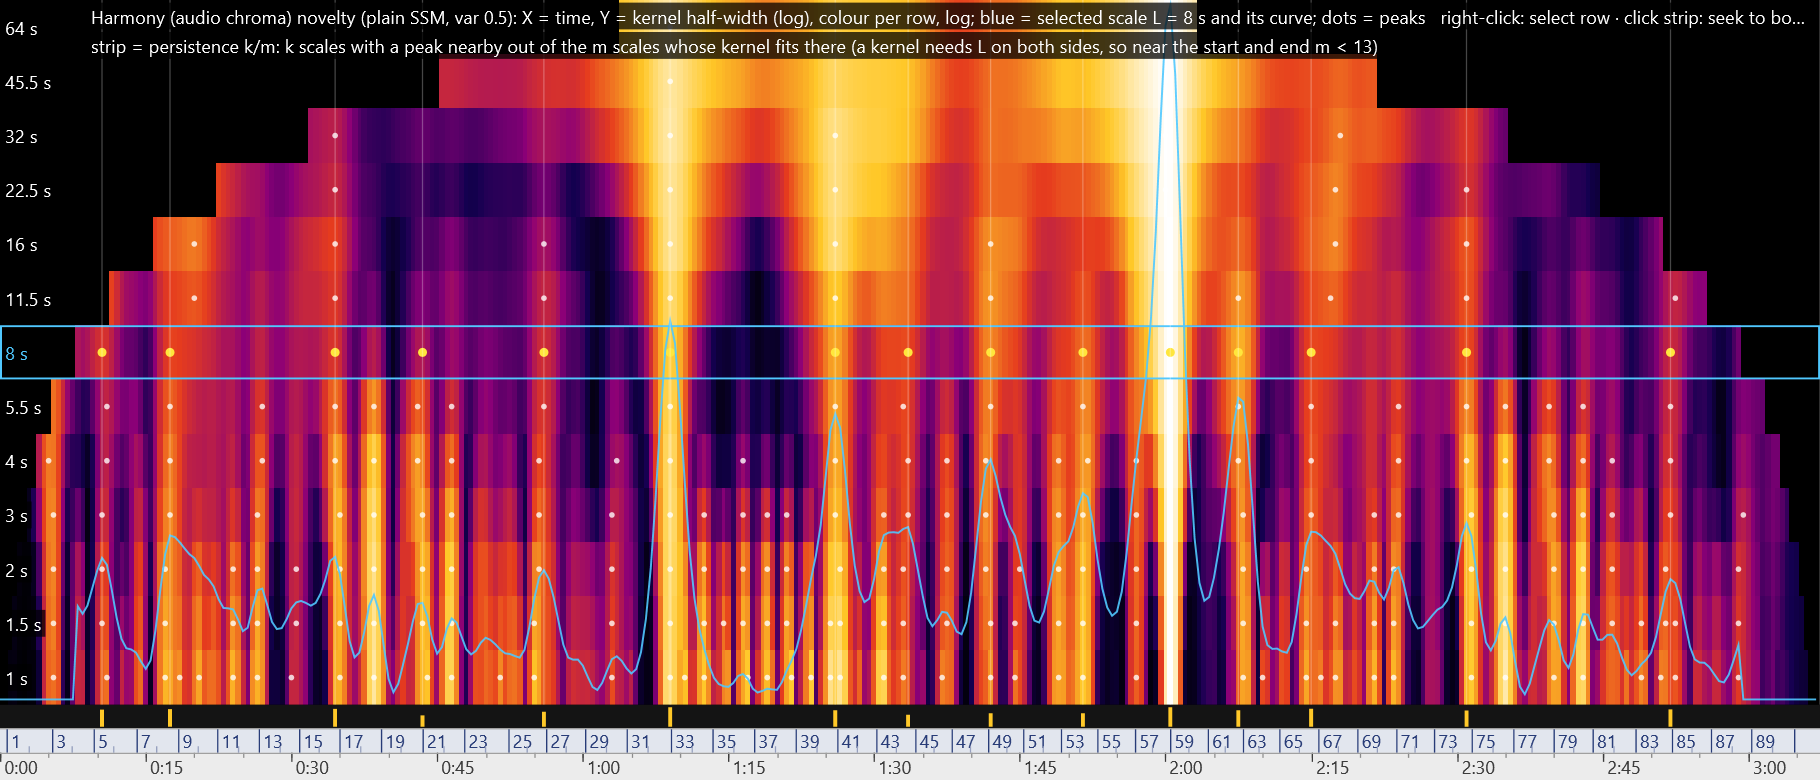 Harmony (audio chroma) novelty (plain SSM, var 0.5): X = time, Y = kernel half-width (log), colour per row, log; blue = selected scale L = 8 s and its curve; dots = peaks   right-click: select row · click strip: seek to bo...
strip = persistence k/m: k scales with a peak nearby out of the m scales whose kernel fits there (a kernel needs L on both sides, so near the start and end m < 13)
64 s
45.5 s
32 s
22.5 s
16 s
11.5 s
8 s
5.5 s
4 s
3 s
2 s
1.5 s
1 s
1 3 5 7 9 11 13 15 17 19 21 23 25 27 29 31 33 35 37 39 41 43 45 47 49 51 53 55 57 59 61 63 65 67 69 71 73 75 77 79 81 83 85 87 89
0:00 0:15 0:30 0:45 1:00 1:15 1:30 1:45 2:00 2:15 2:30 2:45 3:00